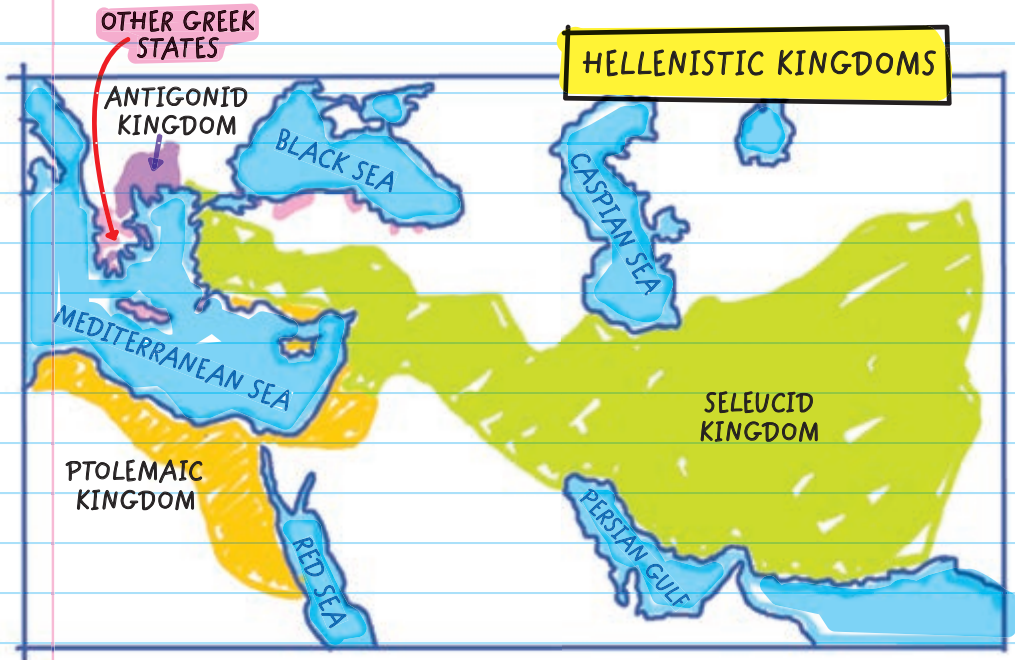 OTHER GREEK
STATES
HELLENISTIC KINGDOMS
ANTIGONID
KINGDOM
BLACK SEA
CASPIAN SEA
MEDITERRANEAN SEA
SELEUCID
KINGDOM
PTOLEMAIC
KINGDOM
PERSIAN GULF
RED SEA